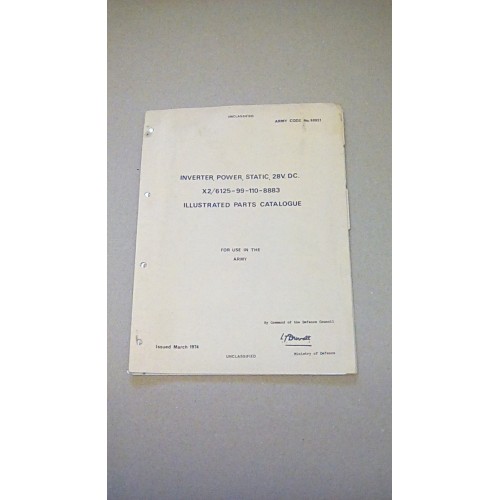 UNCLASSIFIED
ARMY CODE No.
INVERTER, POWER, STATIC, 28V. DC.
X2/6125-99-110-8883
ILLUSTRATED PARTS CATALOGUE
FOR USE IN THE
ARMY
By Command of the Defence Council
Issued March 1974
Ministry of Defence
UNCLASSIFIED